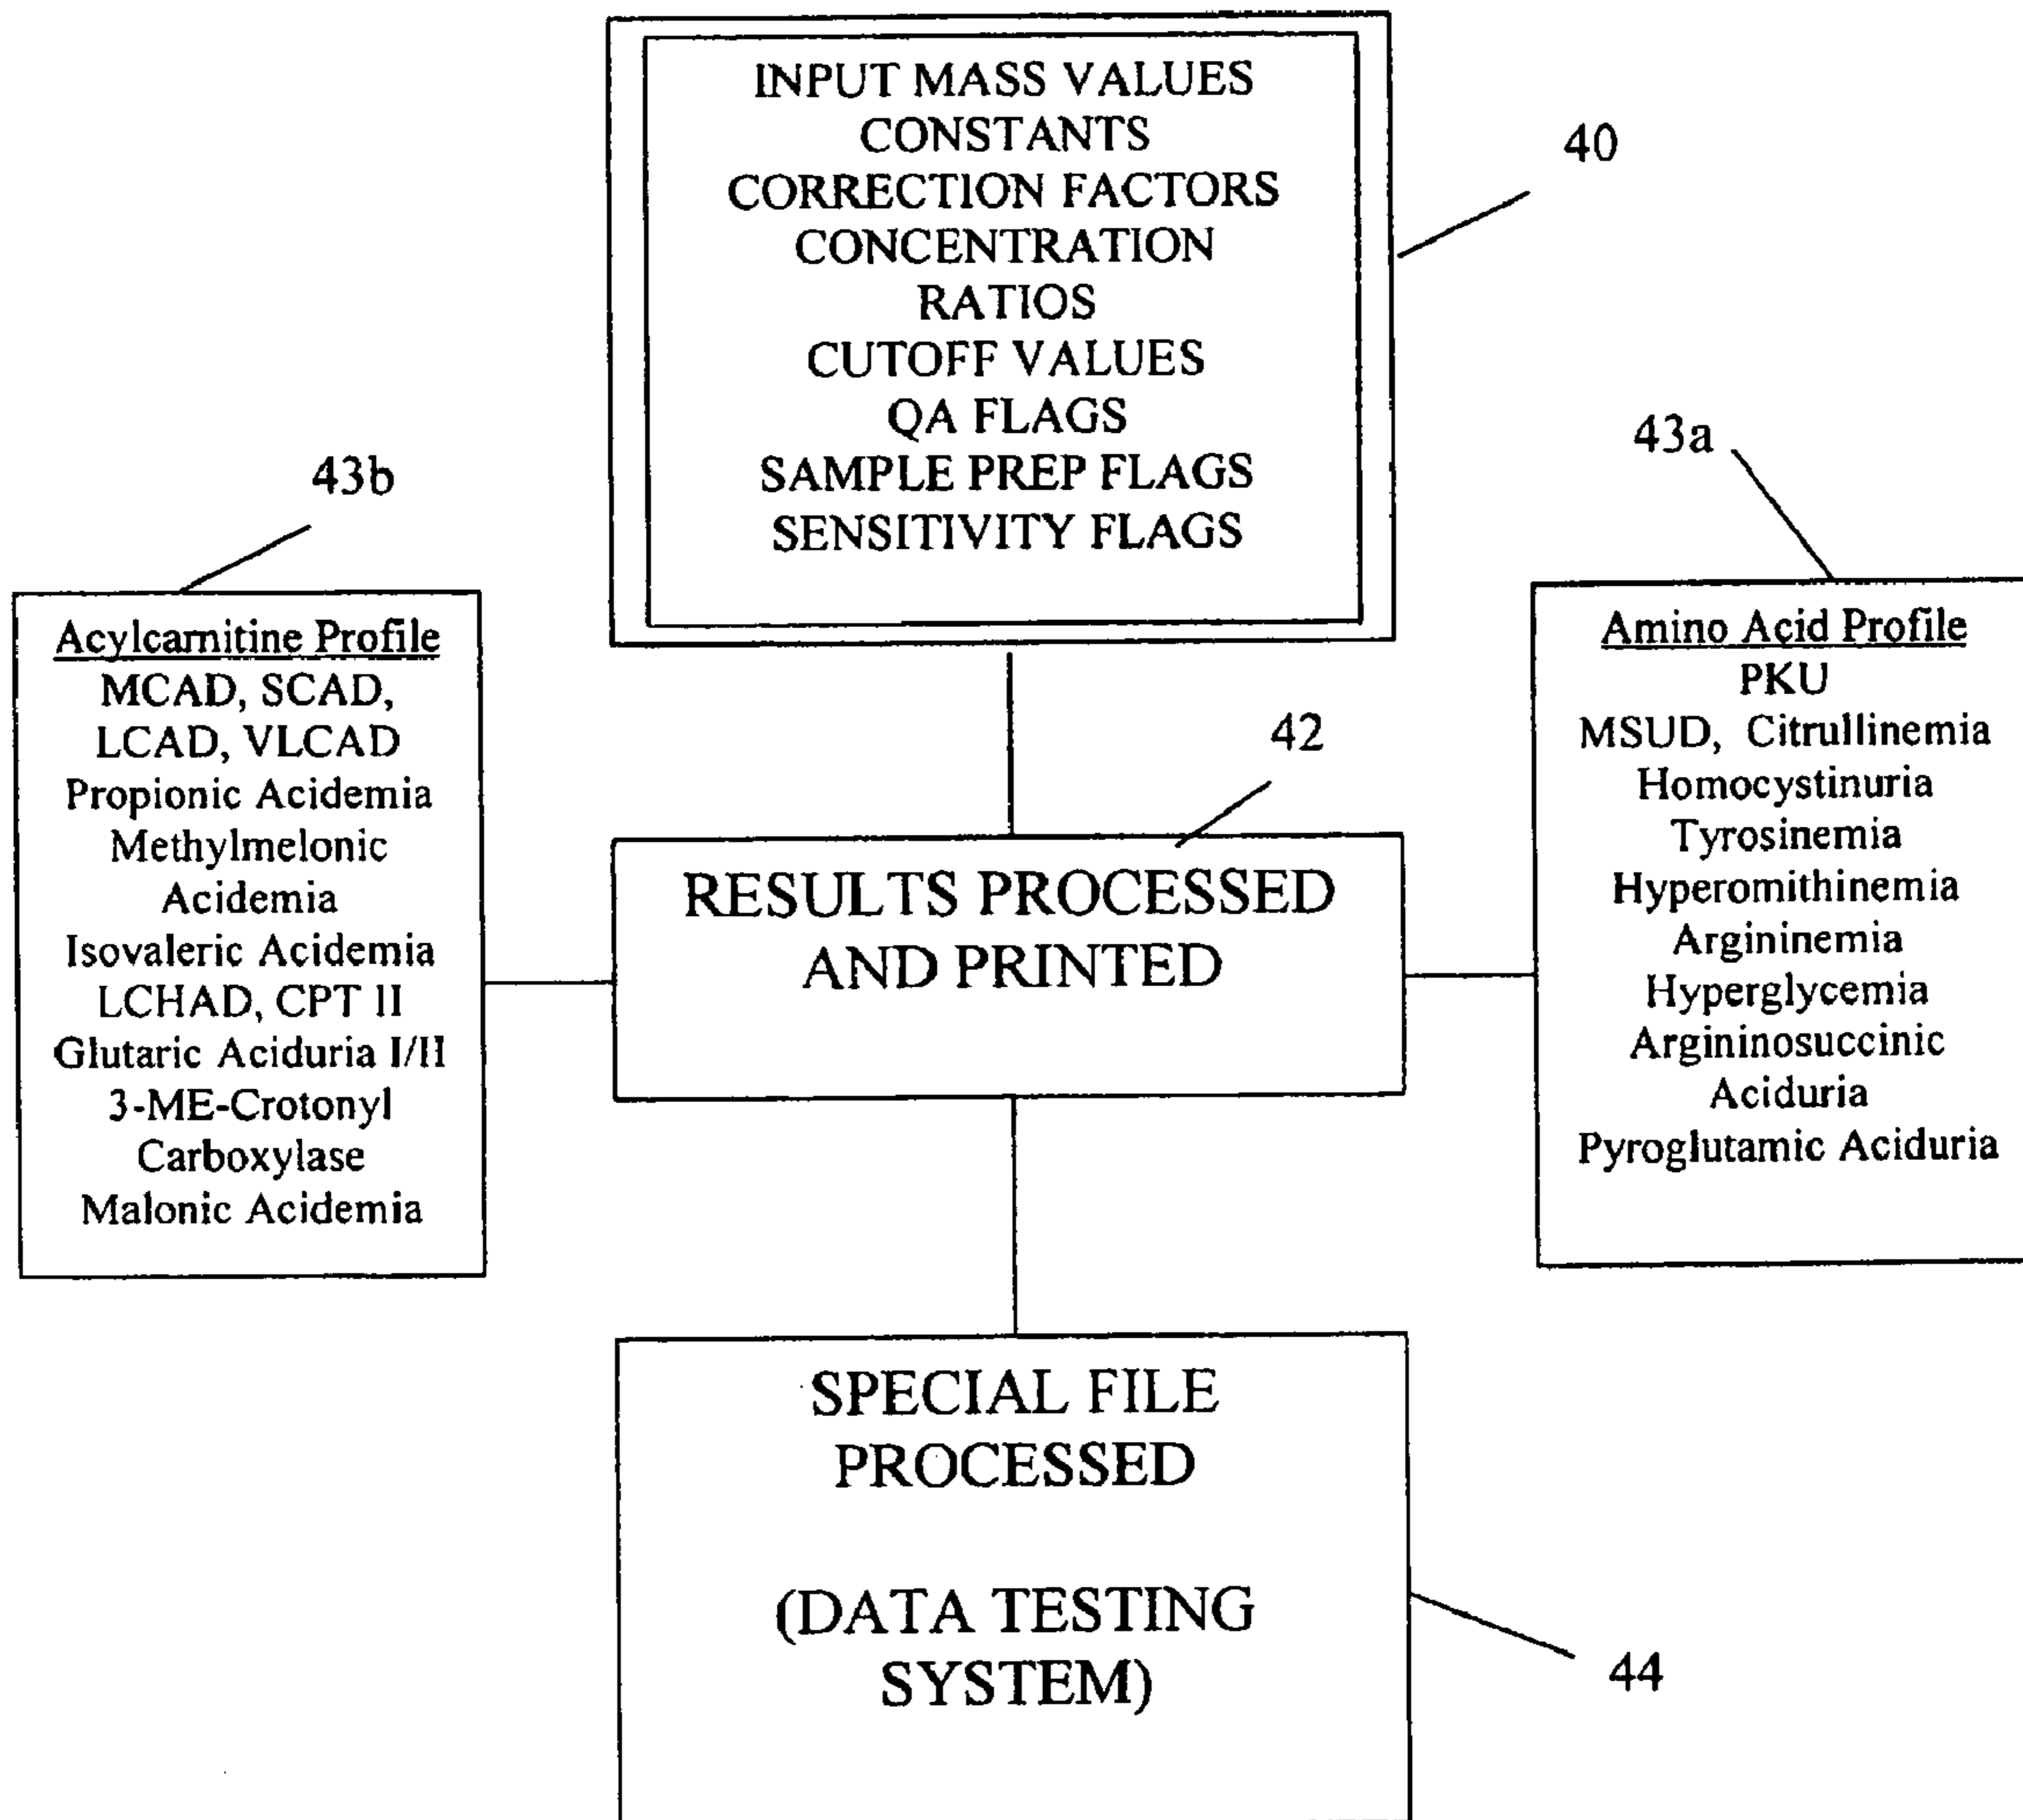 INPUT MASS VALUES
CONSTANTS
CORRECTION FACTORS
CONCENTRATION
RATIOS
CUTOFF VALUES
QA FLAGS
SAMPLE PREP FLAGS
SENSITIVITY FLAGS
40
43b
Acylcarnitine Profile
MCAD, SCAD,
LCAD, VLCAD
Propionic Acidemia
Methylmelonic
Acidemia
Isovaleric Acidemia
LCHAD, CPT II
Glutaric Aciduria I/II
3-ME-Crotonyl
Carboxylase
Malonic Acidemia
42
RESULTS PROCESSED
AND PRINTED
43a
Amino Acid Profile
PKU
MSUD, Citrullinemia
Homocystinuria
Tyrosinemia
Hyperomithinemia
Argininemia
Hyperglycemia
Argininosuccinic
Aciduria
Pyroglutamic Aciduria
SPECIAL FILE
PROCESSED
(DATA TESTING
SYSTEM)
44